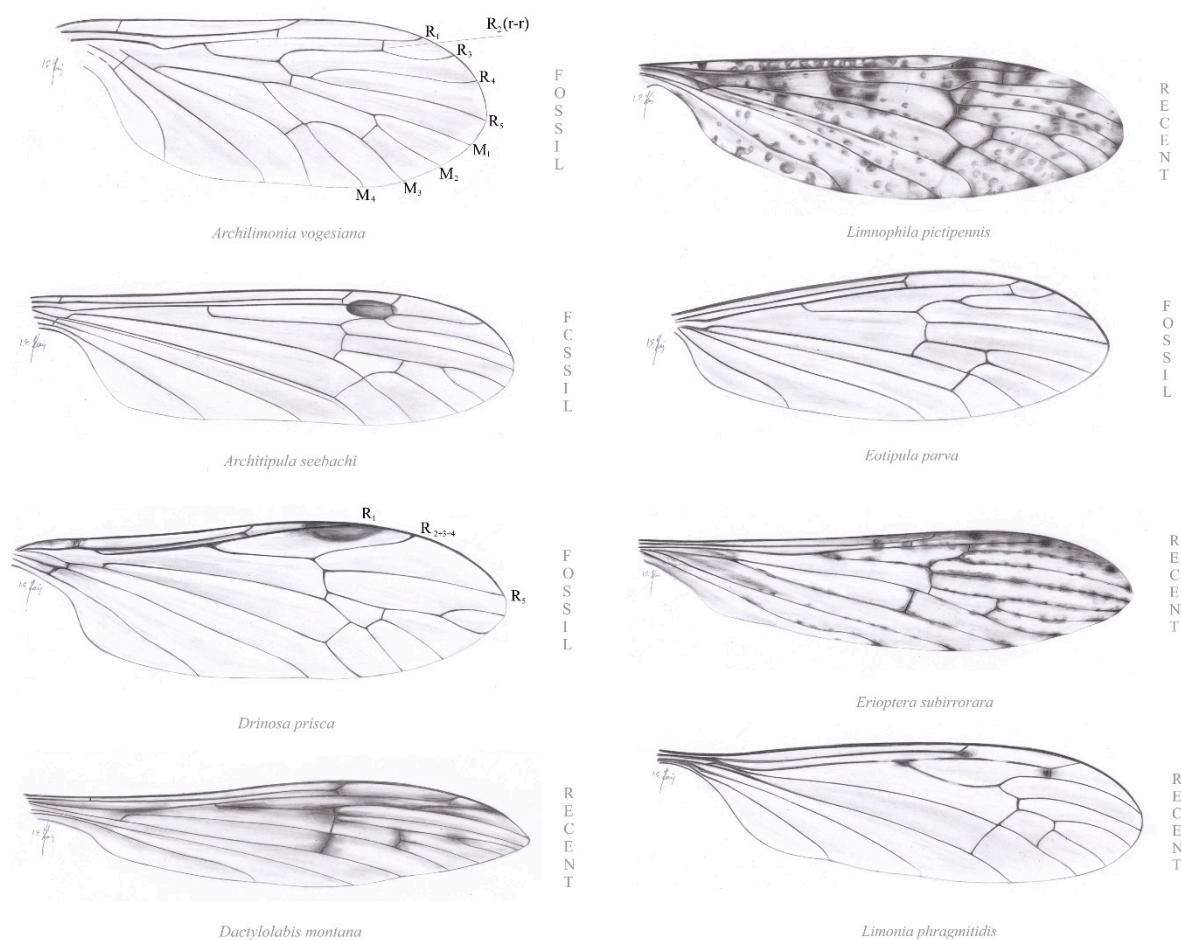 R₁
R₂(r-r)
R₃
R₄
R₅
M₁
M₂
M₃
M₄
FOSSIL
Archilimonia vogesiana
RECENT
Limnophila pictipennis
FCSSIL
Architipula seebachi
FOSSIL
Eotipula parva
R₁
R₂₊₃₋₄
R₅
FOSSIL
Drinosa prisca
RECENT
Erioptera subirrorara
RECENT
Dactylolabis montana
RECENT
Limonia phragmitidis